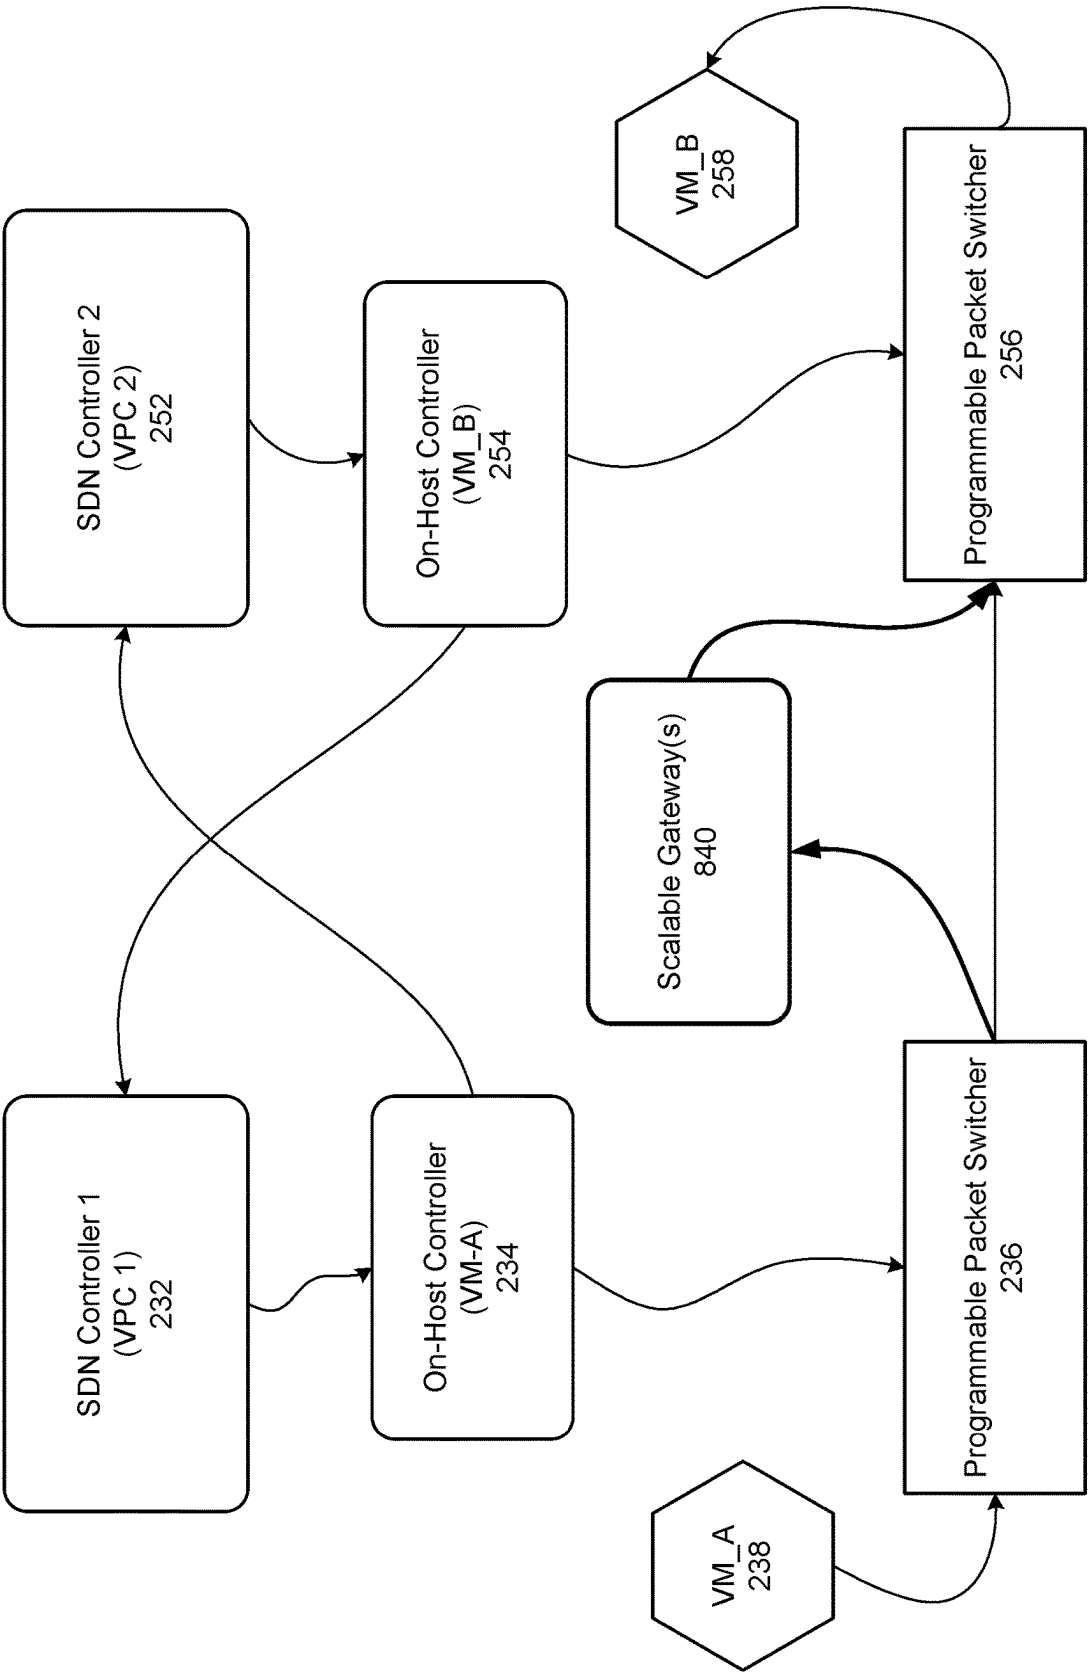 SDN Controller 1
(VPC 1)
232
SDN Controller 2
(VPC 2)
252
On-Host Controller
(VM-A)
234
On-Host Controller
(VM_B)
254
Scalable Gateway(s)
840
VM_A
238
VM_B
258
Programmable Packet Switcher
236
Programmable Packet Switcher
256